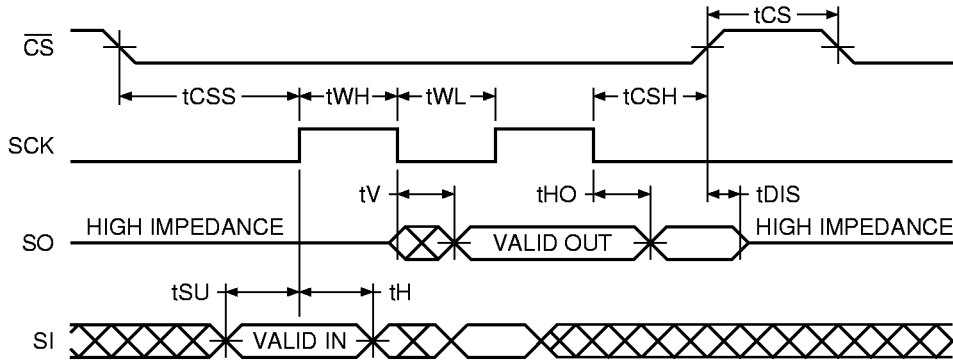 tCS
C̅S̅
tCSS tWH tWL tCSH
SCK
tV tHO tDIS
HIGH IMPEDANCE HIGH IMPEDANCE
SO VALID OUT
tSU tH
SI VALID IN